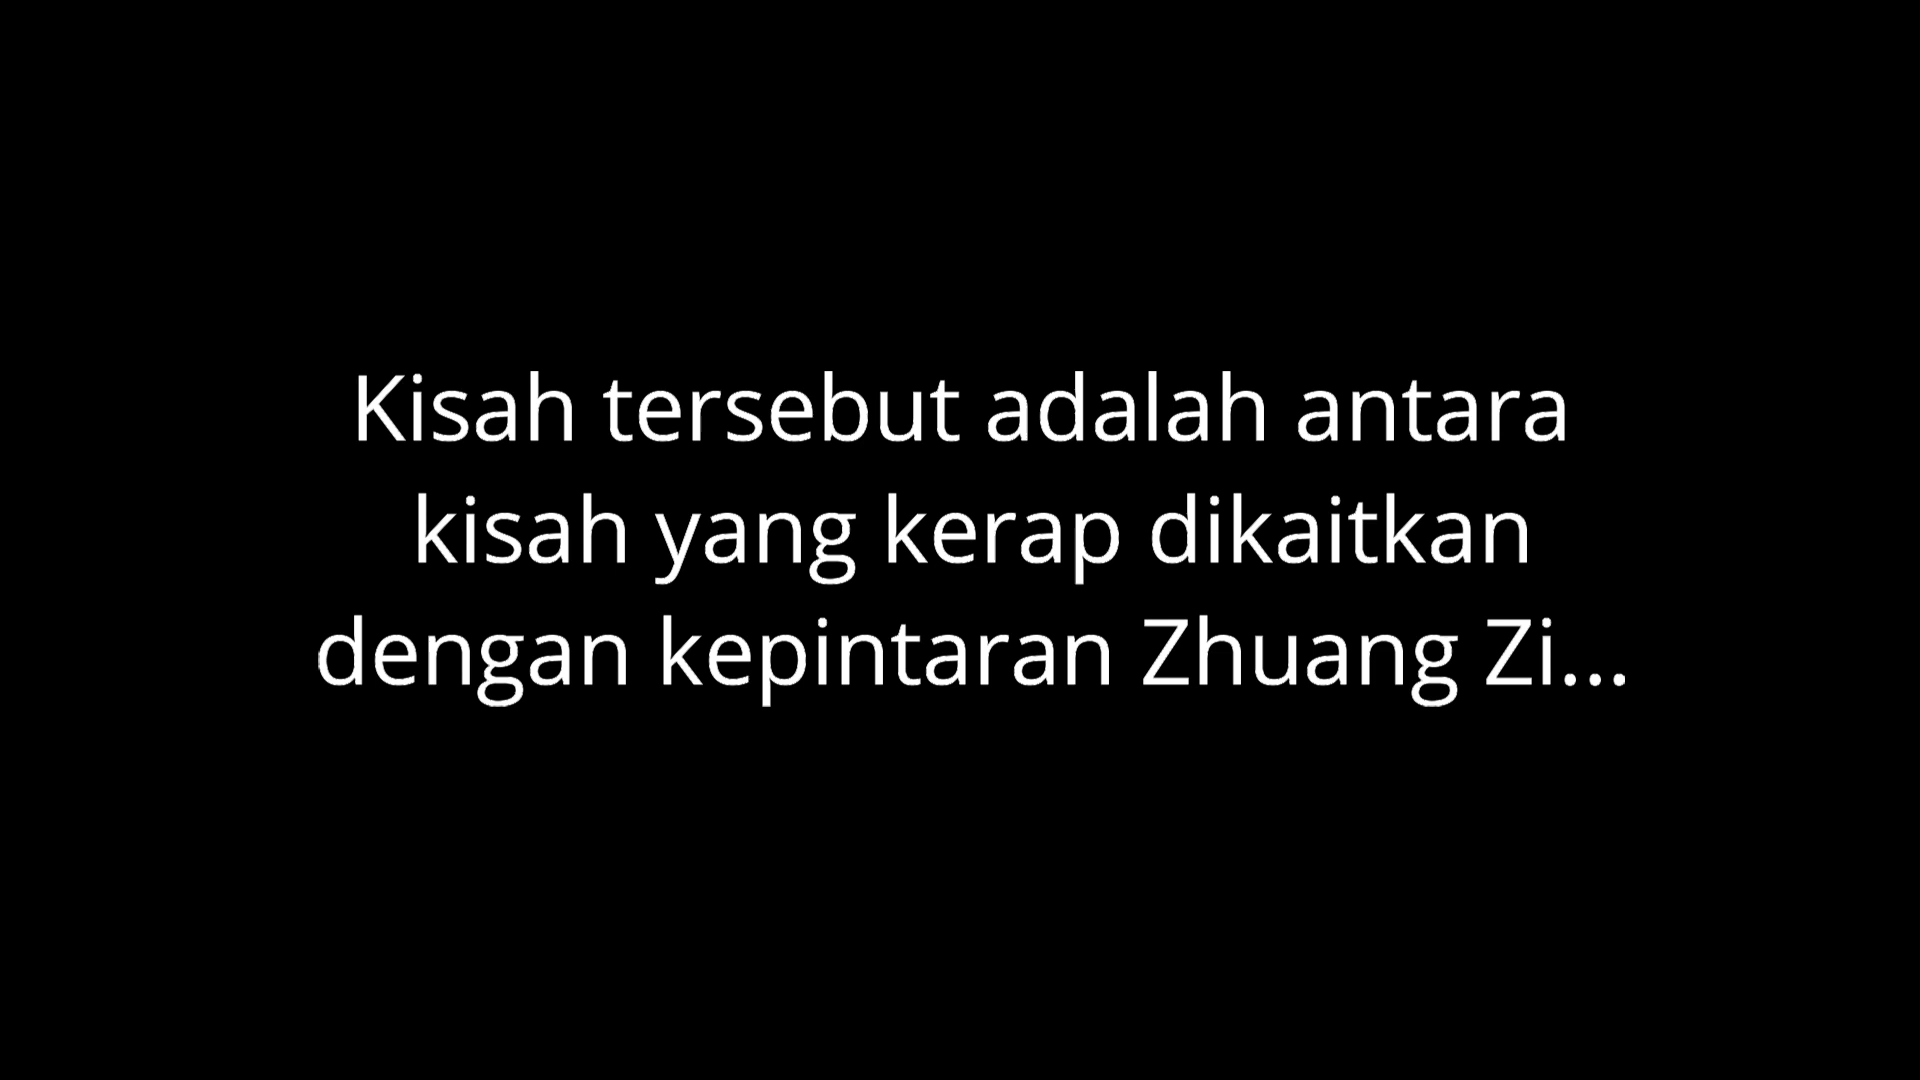 Kisah tersebut adalah antara
kisah yang kerap dikaitkan
dengan kepintaran Zhuang Zi...